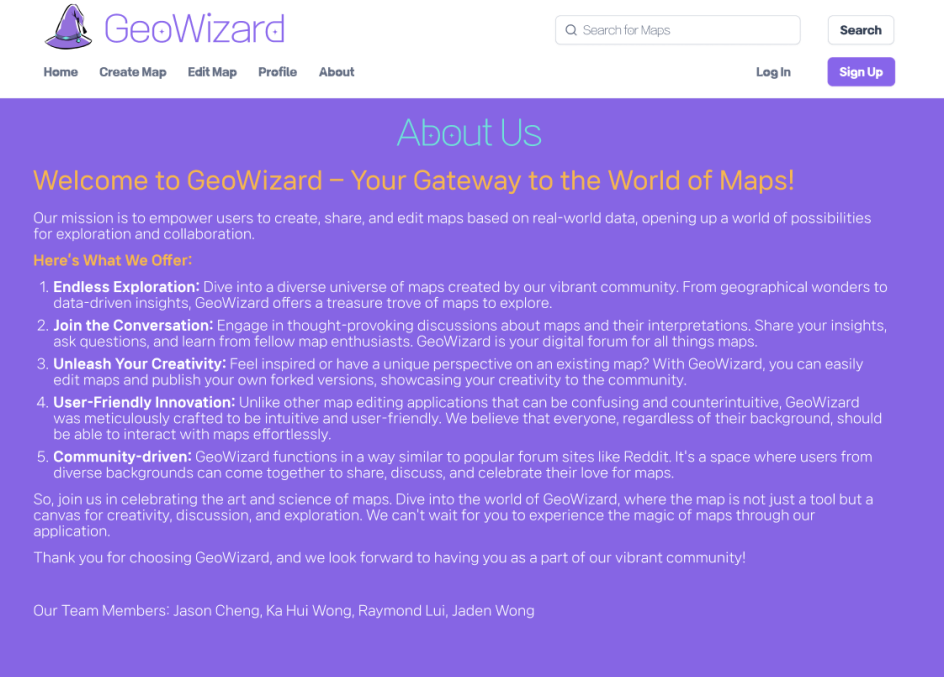 GeoWizard
Search for Maps
Search
Home Create Map Edit Map Profile About
Log In
Sign Up
About Us
Welcome to GeoWizard – Your Gateway to the World of Maps!
Our mission is to empower users to create, share, and edit maps based on real-world data, opening up a world of possibilities
for exploration and collaboration.
Here's What We Offer:
1. Endless Exploration: Dive into a diverse universe of maps created by our vibrant community. From geographical wonders to
data-driven insights, GeoWizard offers a treasure trove of maps to explore.
2. Join the Conversation: Engage in thought-provoking discussions about maps and their interpretations. Share your insights,
ask questions, and learn from fellow map enthusiasts. GeoWizard is your digital forum for all things maps.
3. Unleash Your Creativity: Feel inspired or have a unique perspective on an existing map? With GeoWizard, you can easily
edit maps and publish your own forked versions, showcasing your creativity to the community.
4. User-Friendly Innovation: Unlike other map editing applications that can be confusing and counterintuitive, GeoWizard
was meticulously crafted to be intuitive and user-friendly. We believe that everyone, regardless of their background, should
be able to interact with maps effortlessly.
5. Community-driven: GeoWizard functions in a way similar to popular forum sites like Reddit. It's a space where users from
diverse backgrounds can come together to share, discuss, and celebrate their love for maps.
So, join us in celebrating the art and science of maps. Dive into the world of GeoWizard, where the map is not just a tool but a
canvas for creativity, discussion, and exploration. We can't wait for you to experience the magic of maps through our
application.
Thank you for choosing GeoWizard, and we look forward to having you as a part of our vibrant community!
Our Team Members: Jason Cheng, Ka Hui Wong, Raymond Lui, Jaden Wong